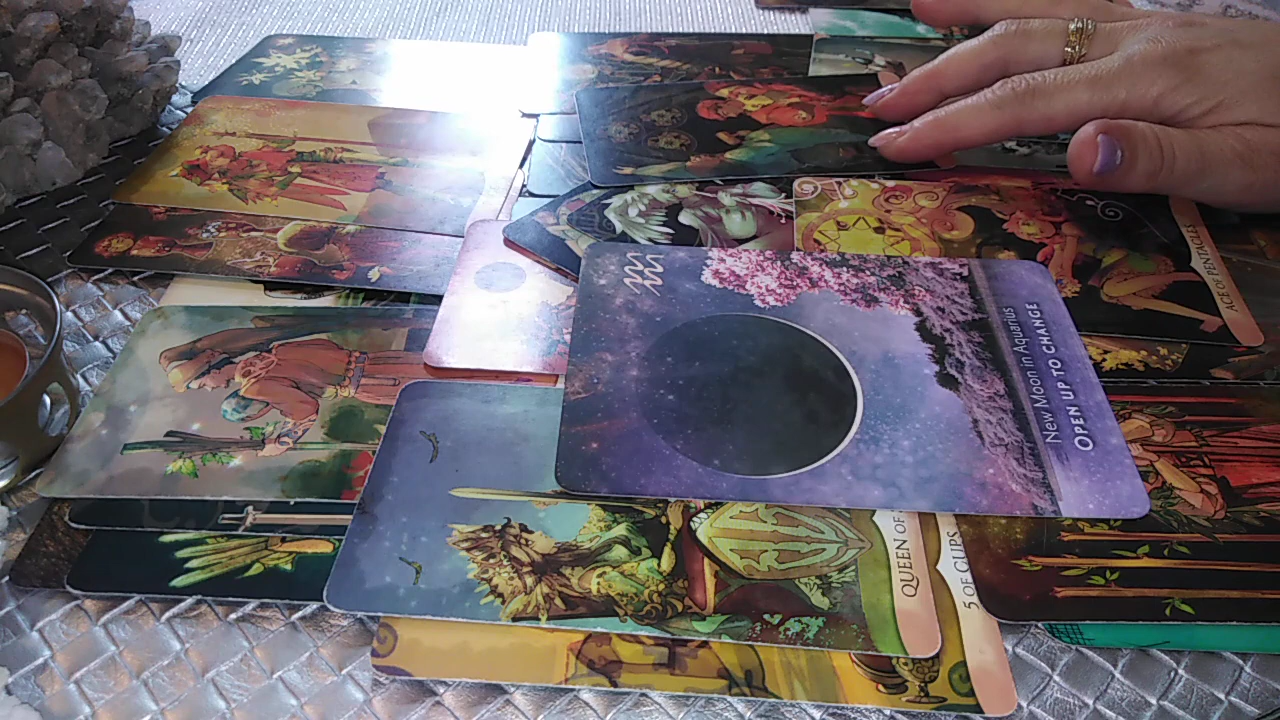 New Moon in Aquarius
OPEN UP TO CHANGE
ACE OF PENTACLES
QUEEN OF
5 OF CUPS